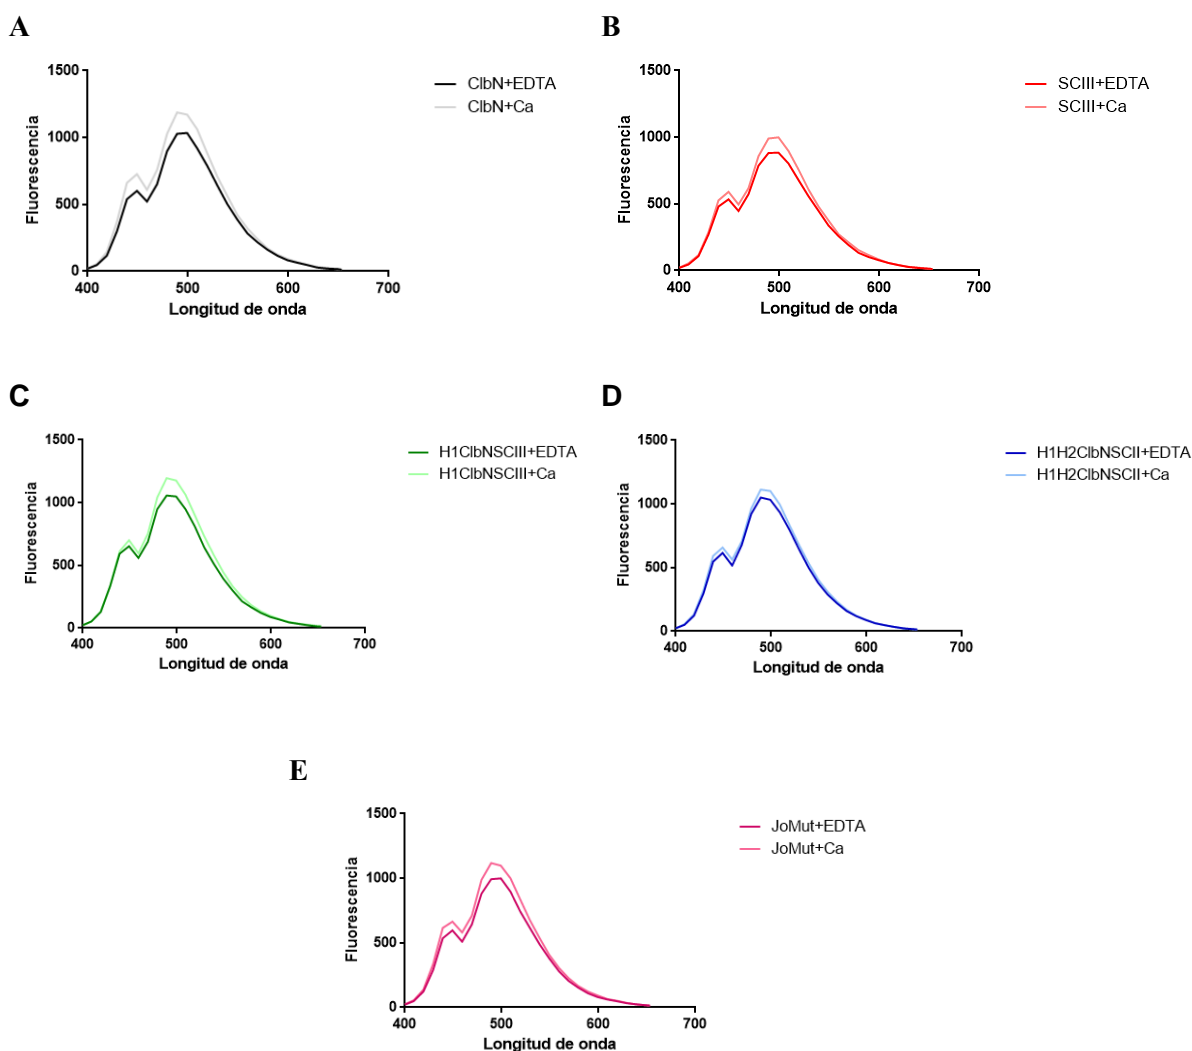 A
1500
1000
500
0
400
500
600
700
Fluorescencia
Longitud de onda
ClbN+EDTA
ClbN+Ca
B
1500
1000
500
0
400
500
600
700
Fluorescencia
Longitud de onda
SCIII+EDTA
SCIII+Ca
C
1500
1000
500
0
400
500
600
700
Fluorescencia
Longitud de onda
H1ClbNSCIII+EDTA
H1ClbNSCIII+Ca
D
1500
1000
500
0
400
500
600
700
Fluorescencia
Longitud de onda
H1H2ClbNSCII+EDTA
H1H2ClbNSCII+Ca
E
1500
1000
500
0
400
500
600
700
Fluorescencia
Longitud de onda
JoMut+EDTA
JoMut+Ca